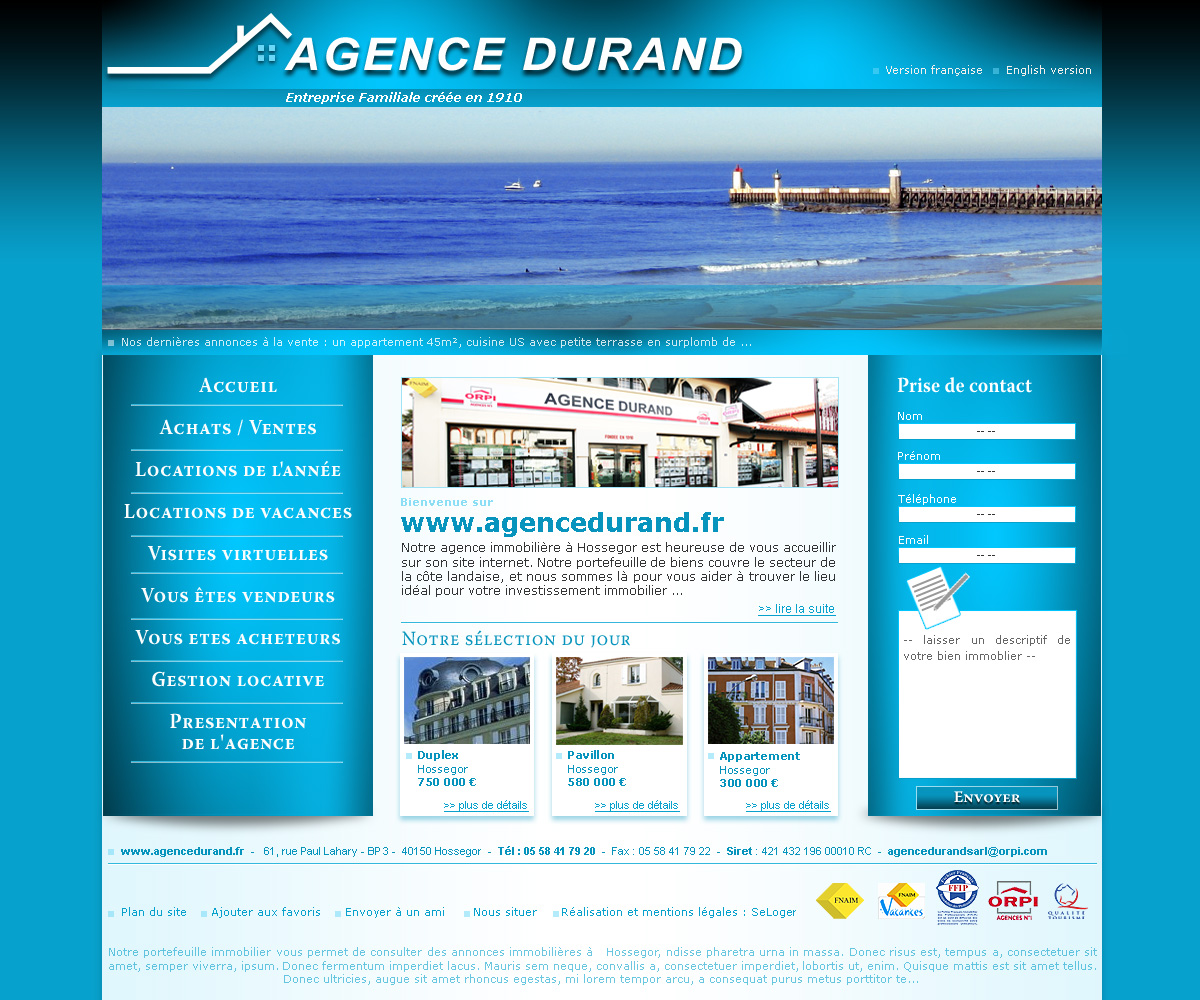 AGENCE DURAND
Version française
English version
Entreprise Familiale créée en 1910
Nos dernières annonces à la vente : un appartement 45m², cuisine US avec petite terrasse en surplomb de ...
Accueil
Achats / Ventes
Locations de l'année
Locations de vacances
Visites virtuelles
Vous êtes vendeurs
Vous etes acheteurs
Gestion locative
Presentation
de l'agence
FNAIM
ORPI
AGENCE DURAND
ORPI
FONDEE EN 1910
Bienvenue sur
www.agencedurand.fr
Notre agence immobilière à Hossegor est heureuse de vous accueillir
sur son site internet. Notre portefeuille de biens couvre le secteur de
la côte landaise, et nous sommes là pour vous aider à trouver le lieu
idéal pour votre investissement immobilier ...
>> lire la suite
Notre sélection du jour
Duplex
Hossegor
750 000 €
>> plus de détails
Pavillon
Hossegor
580 000 €
>> plus de détails
Appartement
Hossegor
300 000 €
>> plus de détails
Prise de contact
Nom
-- --
Prénom
-- --
Téléphone
-- --
Email
-- --
-- laisser un descriptif de
votre bien immoblier --
Envoyer
www.agencedurand.fr - 61, rue Paul Lahary - BP 3 - 40150 Hossegor - Tél : 05 58 41 79 20 - Fax : 05 58 41 79 22 - Siret : 421 432 196 00010 RC - agencedurandsarl@orpi.com
Plan du site
Ajouter aux favoris
Envoyer à un ami
Nous situer
Réalisation et mentions légales : SeLoger
FNAIM
FNAIM
Vacances
FFIP
ORPI
AGENCES N°1
QUALITE
TOURISME
Notre portefeuille immobilier vous permet de consulter des annonces immobilières à Hossegor, ndisse pharetra urna in massa. Donec risus est, tempus a, consectetuer sit
amet, semper viverra, ipsum. Donec fermentum imperdiet lacus. Mauris sem neque, convallis a, consectetuer imperdiet, lobortis ut, enim. Quisque mattis est sit amet tellus.
Donec ultricies, augue sit amet rhoncus egestas, mi lorem tempor arcu, a consequat purus metus porttitor te...